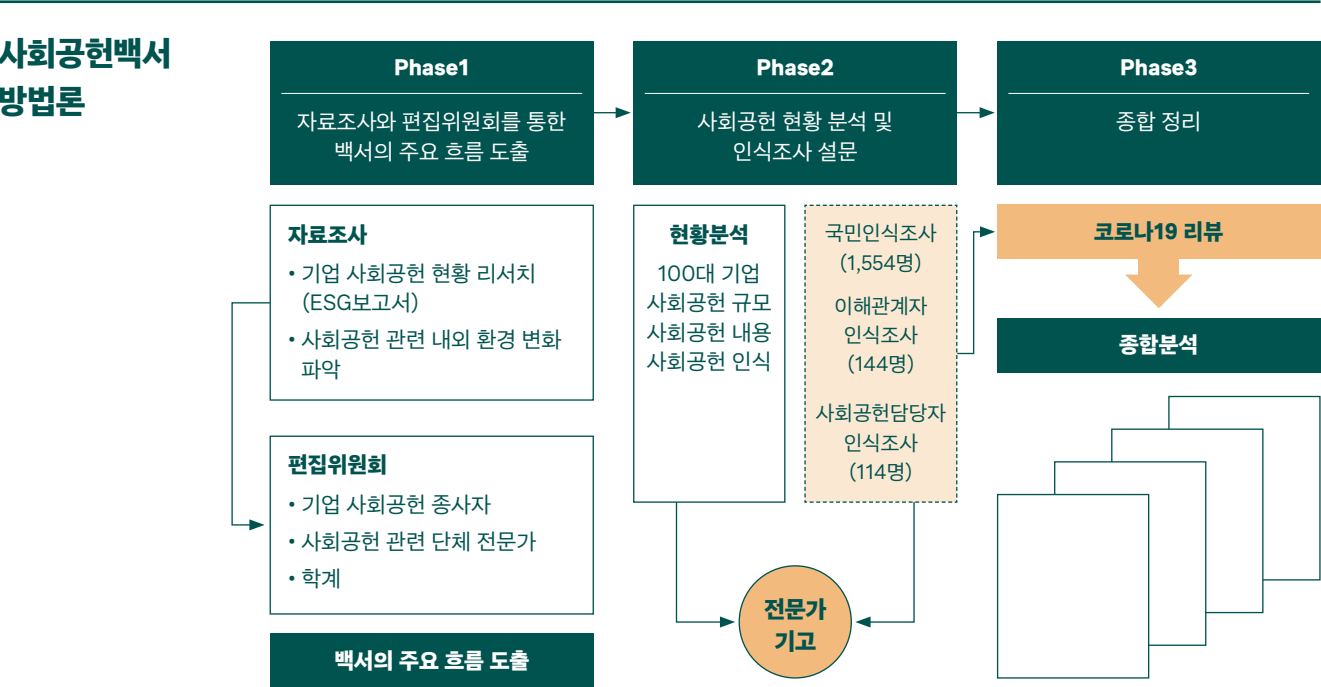 사회공헌백서
방법론
Phase1
자료조사와 편집위원회를 통한
백서의 주요 흐름 도출
자료조사
• 기업 사회공헌 현황 리서치
(ESG보고서)
• 사회공헌 관련 내외 환경 변화
파악
편집위원회
• 기업 사회공헌 종사자
• 사회공헌 관련 단체 전문가
• 학계
백서의 주요 흐름 도출
Phase2
사회공헌 현황 분석 및
인식조사 설문
현황분석
100대 기업
사회공헌 규모
사회공헌 내용
사회공헌 인식
국민인식조사
(1,554명)
이해관계자
인식조사
(144명)
사회공헌담당자
인식조사
(114명)
전문가
기고
Phase3
종합 정리
코로나19 리뷰
종합분석